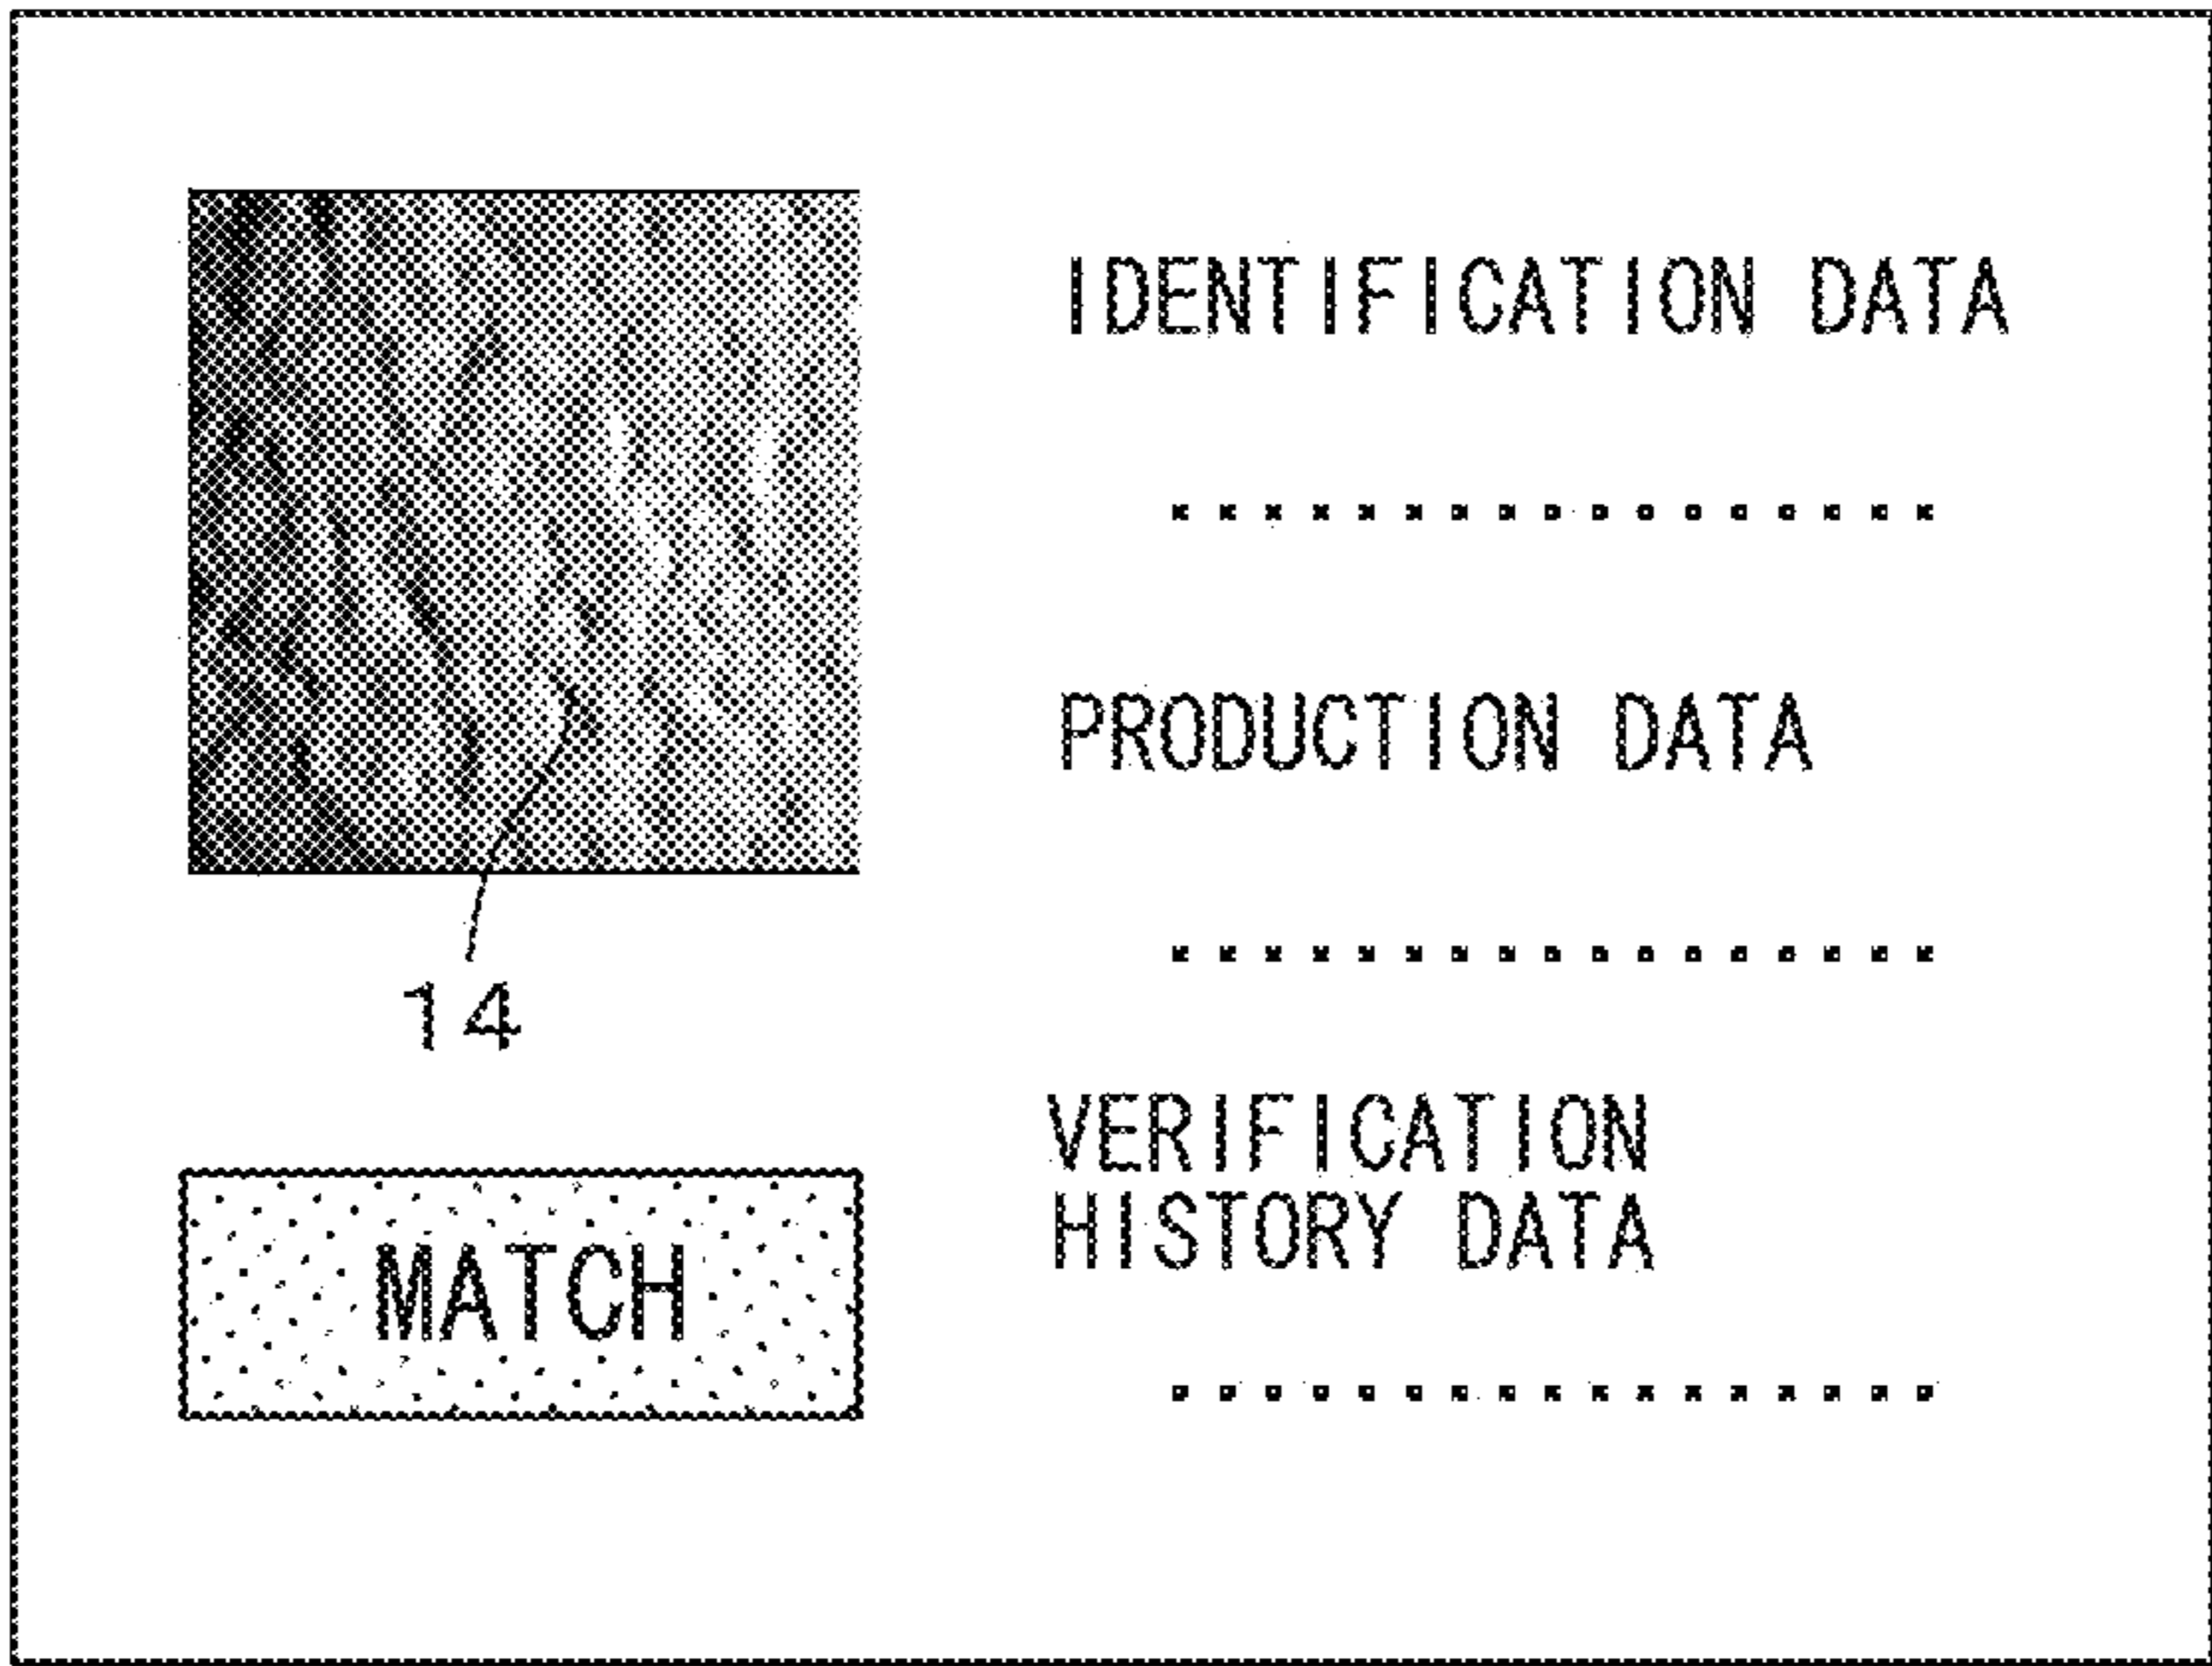 IDENTIFICATION DATA
.................
PRODUCTION DATA
.................
14
VERIFICATION
HISTORY DATA
.................
MATCH